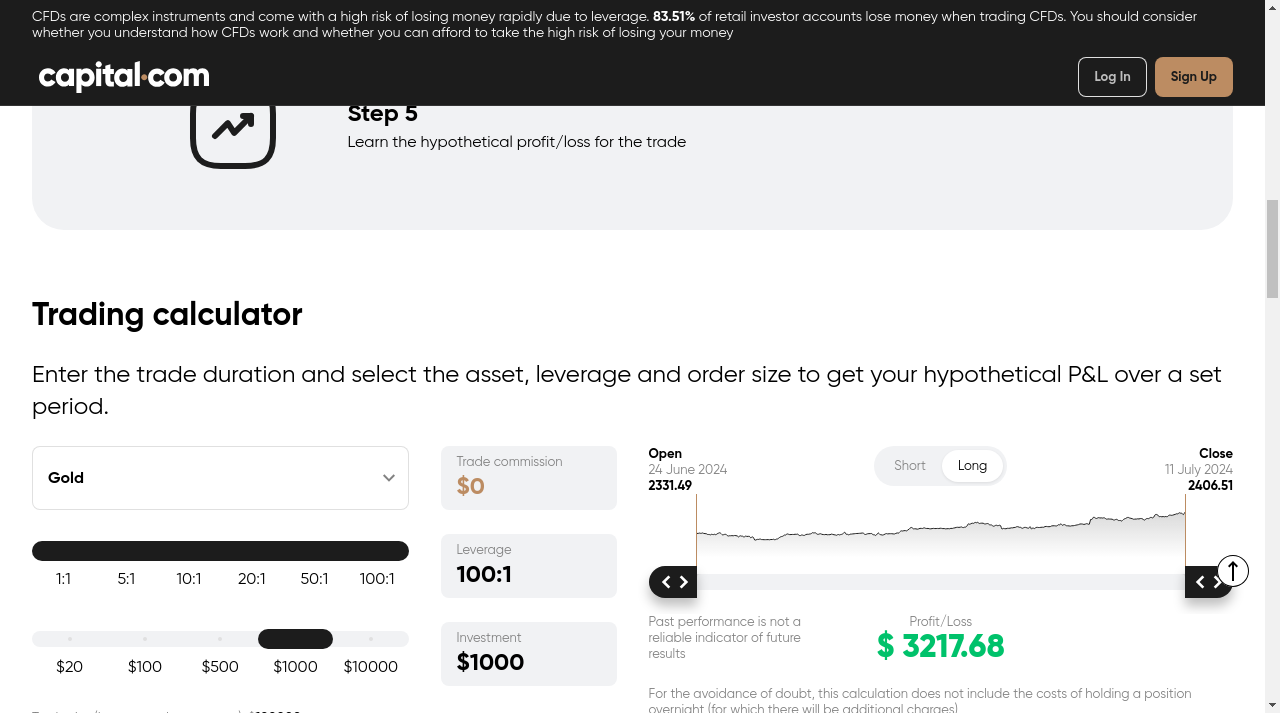 CFDs are complex instruments and come with a high risk of losing money rapidly due to leverage. 83.51% of retail investor accounts lose money when trading CFDs. You should consider
whether you understand how CFDs work and whether you can afford to take the high risk of losing your money
capital.com
Log In
Sign Up
Step 5
Learn the hypothetical profit/loss for the trade
Trading calculator
Enter the trade duration and select the asset, leverage and order size to get your hypothetical P&L over a set
period.
Gold
1:1 5:1 10:1 20:1 50:1 100:1
$20 $100 $500 $1000 $10000
Trade commission
$0
Leverage
100:1
Investment
$1000
Open
24 June 2024
2331.49
Short Long
Close
11 July 2024
2406.51
Past performance is not a
reliable indicator of future
results
Profit/Loss
$ 3217.68
For the avoidance of doubt, this calculation does not include the costs of holding a position
overnight (for which there will be additional charges)